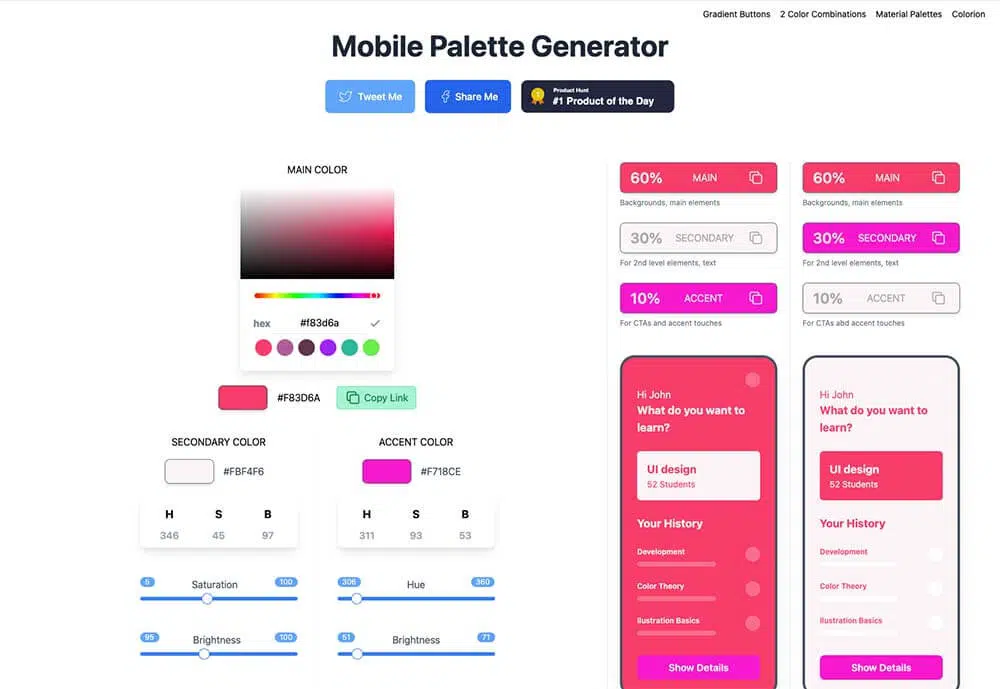 Gradient Buttons 2 Color Combinations Material Palettes Colorion
Mobile Palette Generator
Tweet Me
Share Me
Product Hunt
#1 Product of the Day
MAIN COLOR
hex #f83d6a
#F83D6A
Copy Link
SECONDARY COLOR
#FBF4F6
H S B
346 45 97
5 Saturation 100
95 Brightness 100
ACCENT COLOR
#F718CE
H S B
311 93 53
306 Hue 360
51 Brightness 71
60% MAIN
Backgrounds, main elements
30% SECONDARY
For 2nd level elements, text
10% ACCENT
For CTAs and accent touches
Hi John
What do you want to
learn?
UI design
52 Students
Your History
Development
Color Theory
Ilustration Basics
Show Details
60% MAIN
Backgrounds, main elements
30% SECONDARY
For 2nd level elements, text
10% ACCENT
For CTAs abd accent touches
Hi John
What do you want to
learn?
UI design
52 Students
Your History
Development
Color Theory
Ilustration Basics
Show Details